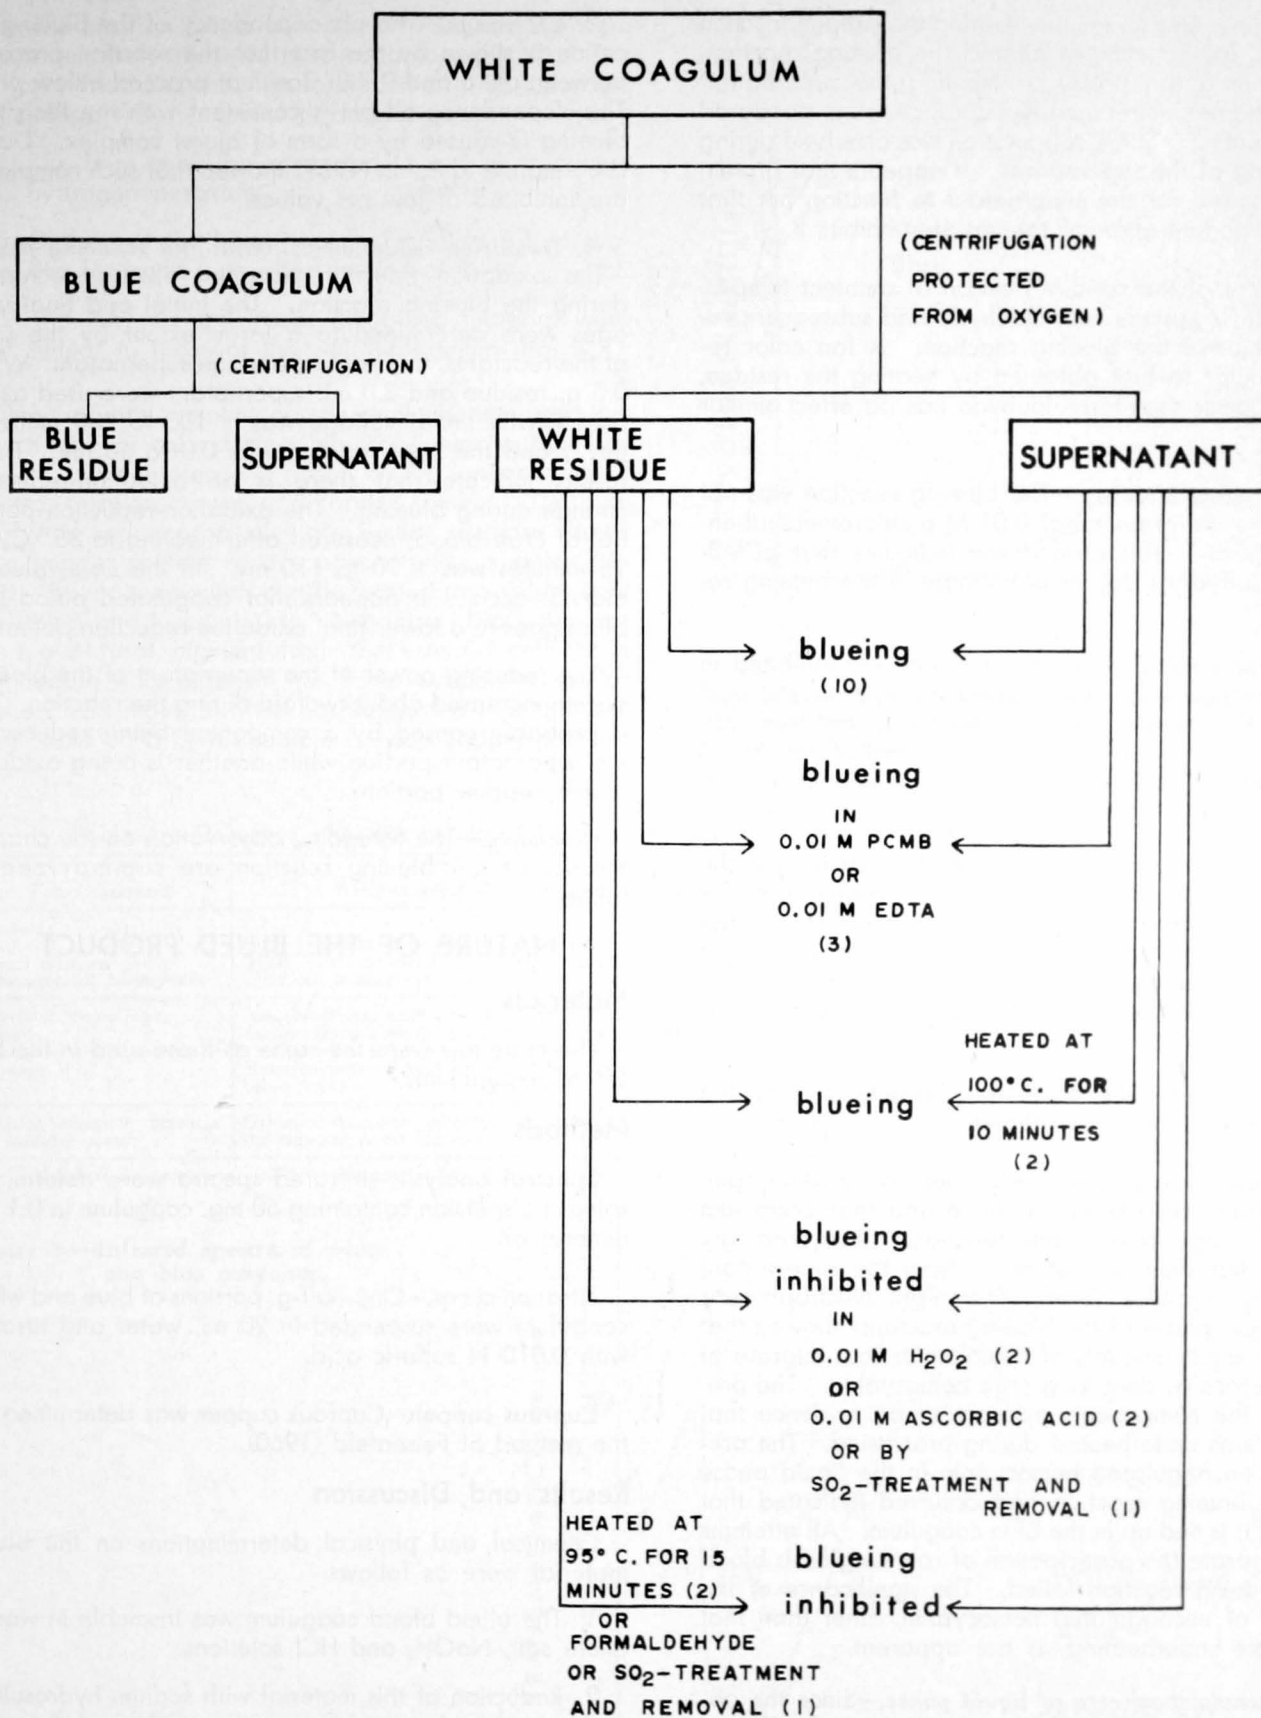 WHITE COAGULUM
BLUE COAGULUM
(CENTRIFUGATION
PROTECTED
FROM OXYGEN)
(CENTRIFUGATION)
BLUE
RESIDUE
SUPERNATANT
WHITE
RESIDUE
SUPERNATANT
blueing
(10)
blueing
IN
0.01 M PCMB
OR
0.01 M EDTA
(3)
HEATED AT
100°C. FOR
10 MINUTES
(2)
blueing
blueing
inhibited
IN
0.01 M H₂O₂ (2)
OR
0.01 M ASCORBIC ACID (2)
OR BY
SO₂-TREATMENT AND
REMOVAL (1)
HEATED AT
95°C. FOR 15
MINUTES (2)
OR
FORMALDEHYDE
OR SO₂-TREATMENT
AND REMOVAL (1)
blueing
inhibited